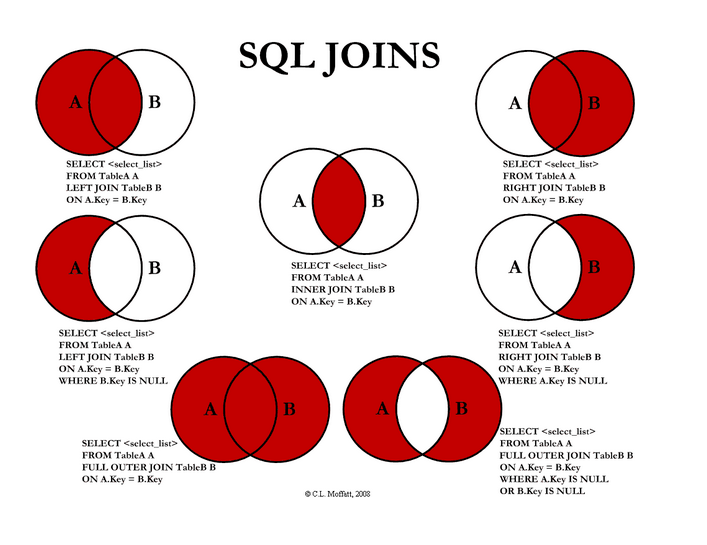 SQL JOINS
A B
SELECT <select_list>
FROM TableA A
LEFT JOIN TableB B
ON A.Key = B.Key
A B
SELECT <select_list>
FROM TableA A
RIGHT JOIN TableB B
ON A.Key = B.Key
A B
SELECT <select_list>
FROM TableA A
INNER JOIN TableB B
ON A.Key = B.Key
A B
SELECT <select_list>
FROM TableA A
LEFT JOIN TableB B
ON A.Key = B.Key
WHERE B.Key IS NULL
A B
SELECT <select_list>
FROM TableA A
RIGHT JOIN TableB B
ON A.Key = B.Key
WHERE A.Key IS NULL
A B
SELECT <select_list>
FROM TableA A
FULL OUTER JOIN TableB B
ON A.Key = B.Key
A B
SELECT <select_list>
FROM TableA A
FULL OUTER JOIN TableB B
ON A.Key = B.Key
WHERE A.Key IS NULL
OR B.Key IS NULL
© C.L. Moffatt, 2008